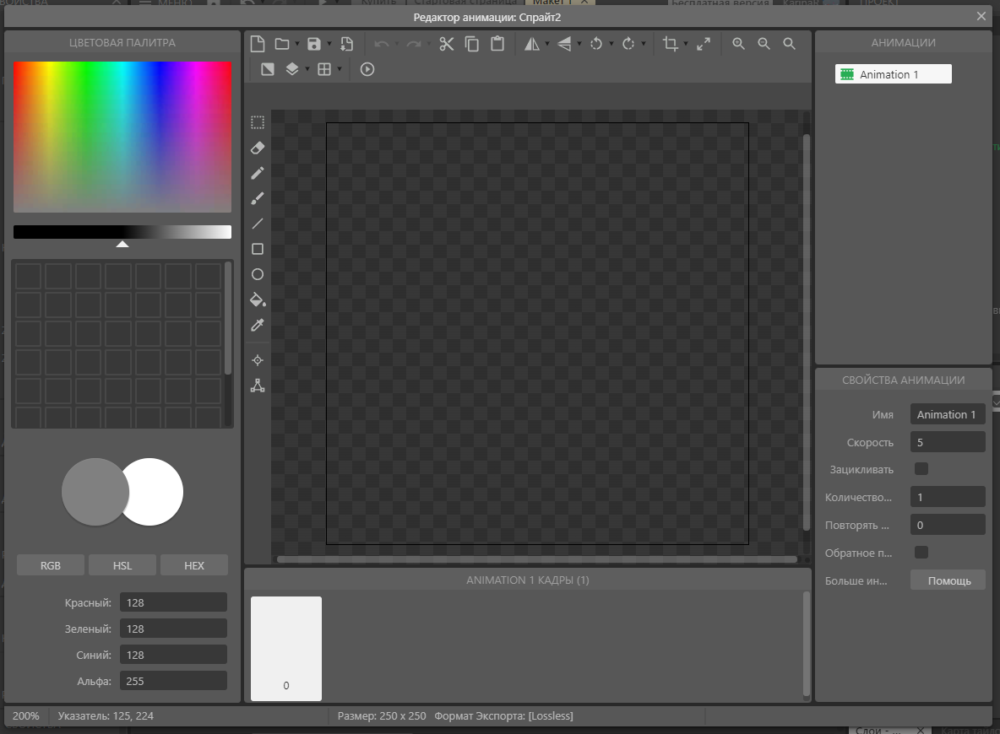 Редактор анимации: Спрайт2
ЦВЕТОВАЯ ПАЛИТРА
АНИМАЦИИ
Animation 1
СВОЙСТВА АНИМАЦИИ
Имя Animation 1
Скорость 5
Зацикливать
Количество... 1
Повторять ... 0
Обратное п...
Больше ин... Помощь
RGB HSL HEX
Красный: 128
Зеленый: 128
Синий: 128
Альфа: 255
ANIMATION 1 КАДРЫ (1)
0
200% Указатель: 125, 224 Размер: 250 x 250 Формат Экспорта: [Lossless]